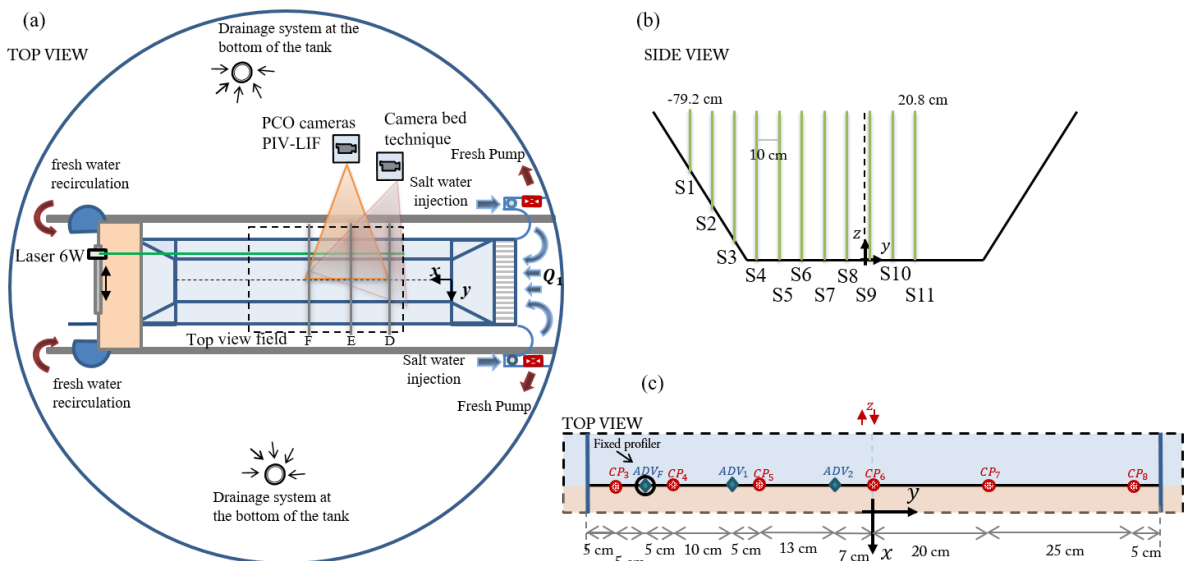 (a)
TOP VIEW
Drainage system at the
bottom of the tank
PCO cameras
PIV-LIF
Camera bed
technique
Fresh Pump
fresh water
recirculation
Salt water
injection
Laser 6W
x
y
Q1
Top view field
F
E
D
Salt water
injection
fresh water
recirculation
Fresh Pump
Drainage system at
the bottom of the tank
(b)
SIDE VIEW
-79.2 cm
20.8 cm
10 cm
S1
S2
S3
S4
S5
S6
S7
S8
S9
S10
S11
z
y
(c)
TOP VIEW
z
Fixed profiler
CP3
ADVF
CP4
ADV1
CP5
ADV2
CP6
CP7
CP8
y
x
5 cm
5 cm
5 cm
10 cm
5 cm
13 cm
7 cm
20 cm
25 cm
5 cm